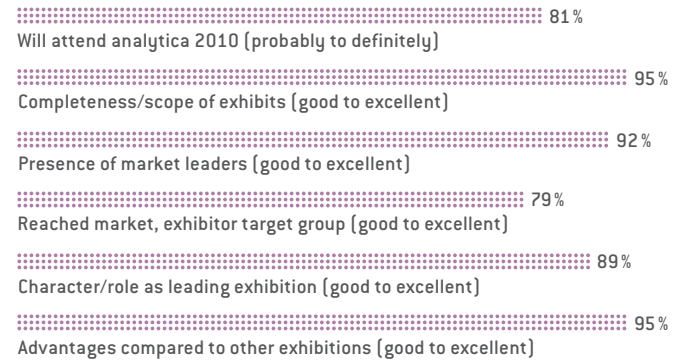 81 %
Will attend analytica 2010 (probably to definitely)
95 %
Completeness/scope of exhibits (good to excellent)
92 %
Presence of market leaders (good to excellent)
79 %
Reached market, exhibitor target group (good to excellent)
89 %
Character/role as leading exhibition (good to excellent)
95 %
Advantages compared to other exhibitions (good to excellent)